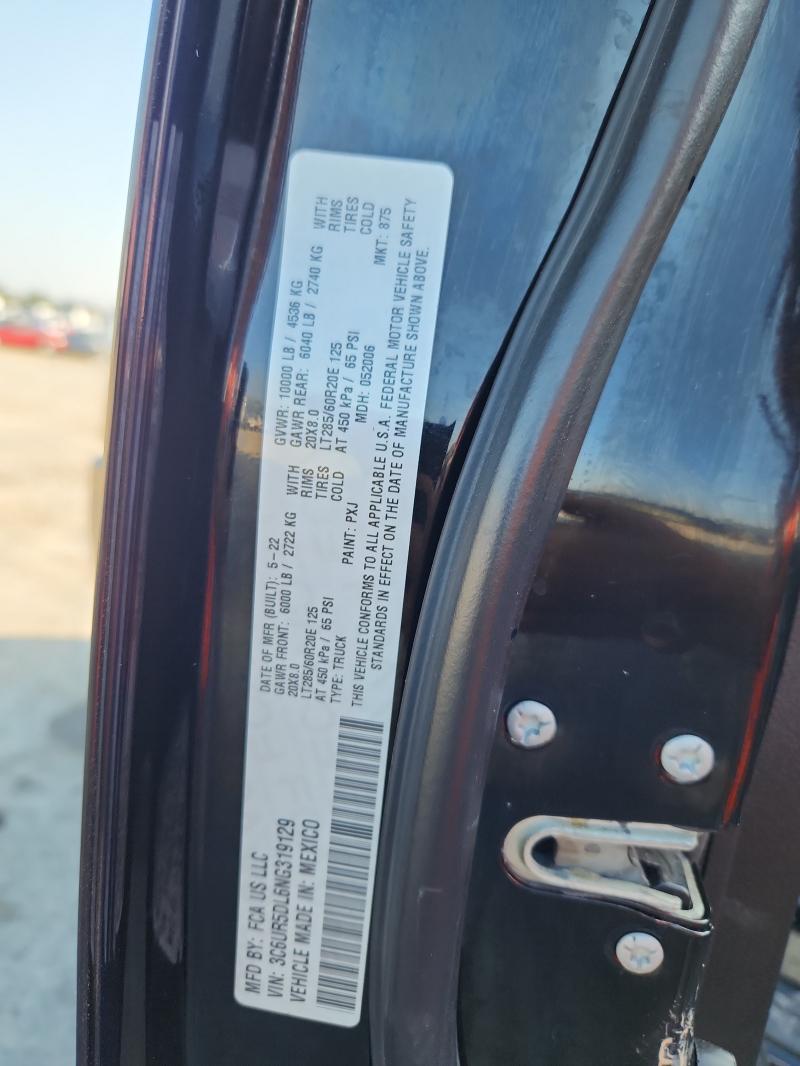 MFD BY: FCA US LLC
DATE OF MFR (BUILT): 5-22
GVWR: 10000 LB / 4536 KG
VIN: 3C6UR5DL6NG319129
GAWR FRONT: 6000 LB / 2722 KG WITH
GAWR REAR: 6040 LB / 2740 KG WITH
20X8.0 RIMS
20X8.0 RIMS
VEHICLE MADE IN: MEXICO
LT285/60R20E 125 TIRES
LT285/60R20E 125 TIRES
AT 450 kPa / 65 PSI COLD
AT 450 kPa / 65 PSI COLD
TYPE: TRUCK
PAINT: PXJ
MDH: 052006
MKT: 875
THIS VEHICLE CONFORMS TO ALL APPLICABLE U.S.A. FEDERAL MOTOR VEHICLE SAFETY
STANDARDS IN EFFECT ON THE DATE OF MANUFACTURE SHOWN ABOVE.